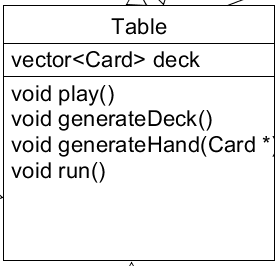 Table
vector<Card> deck
void play()
void generateDeck()
void generateHand(Card *)
void run()